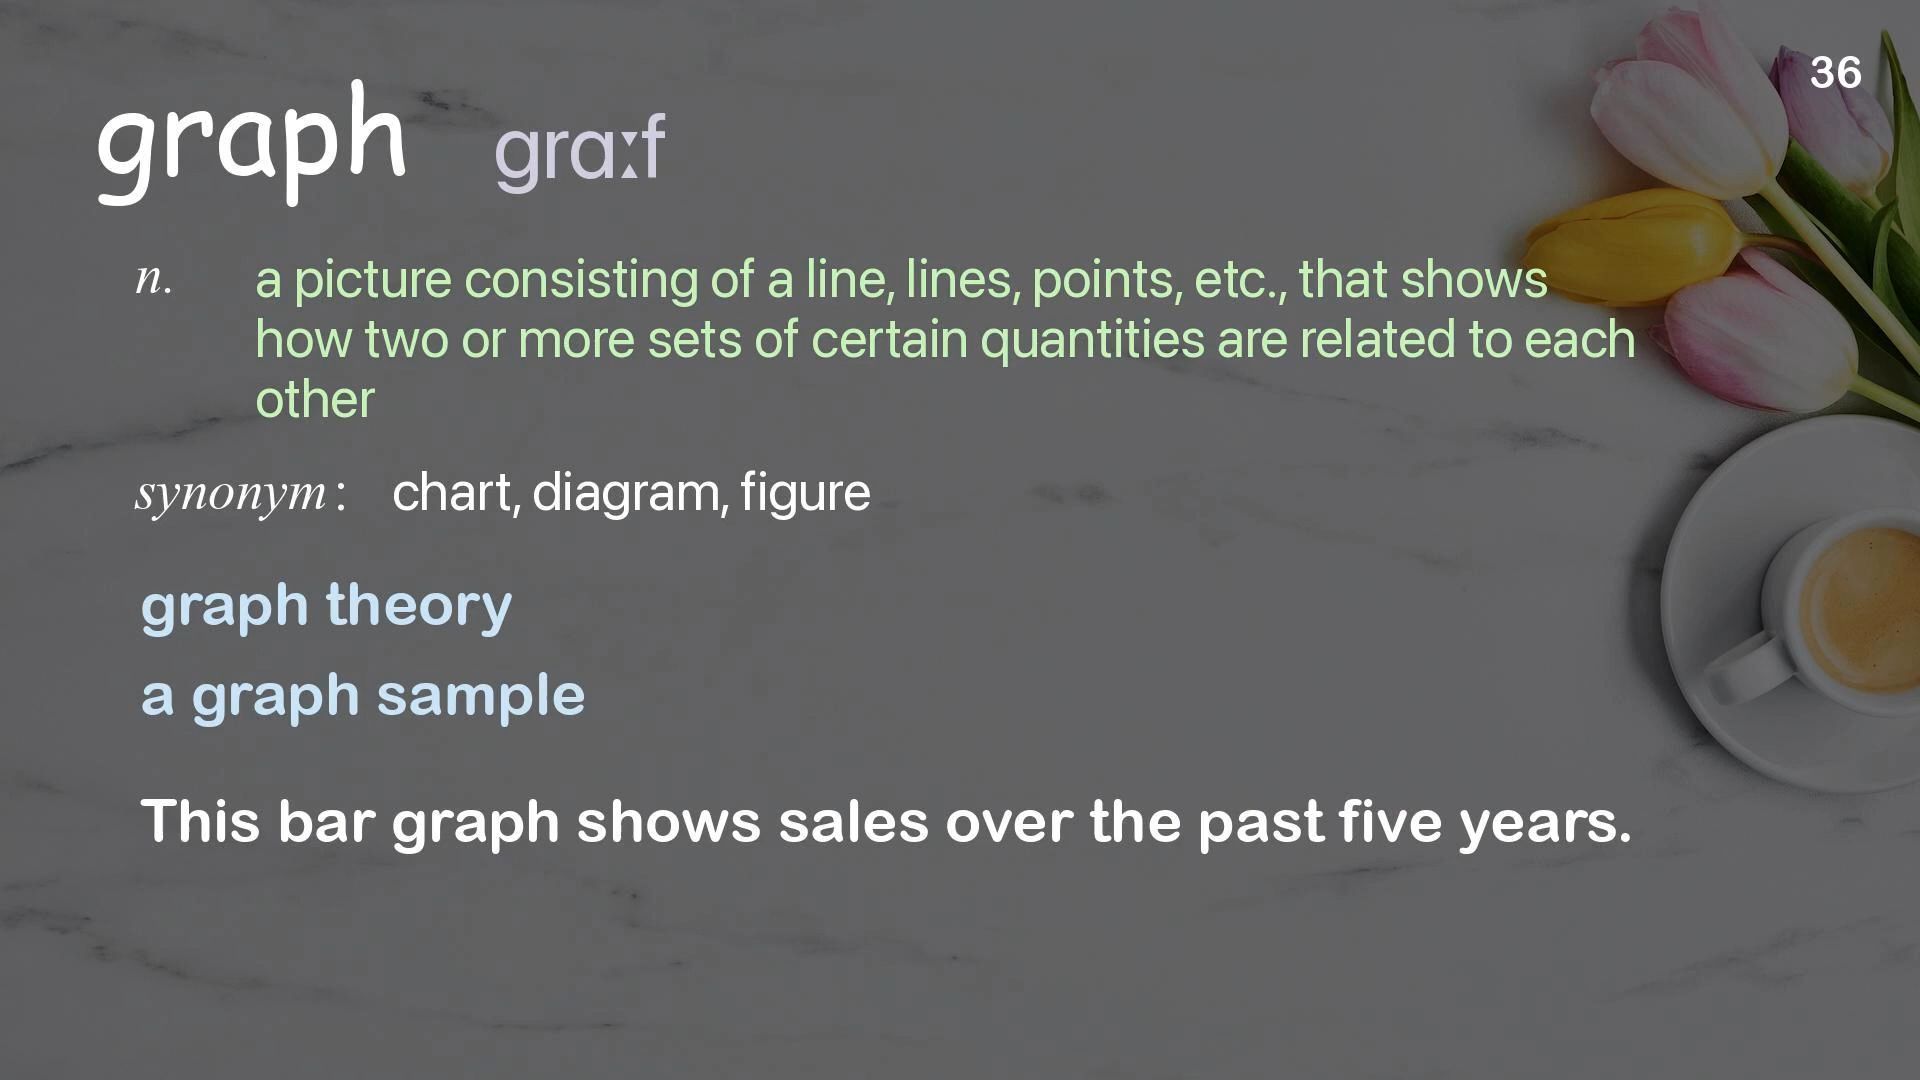 36
graph grɑːf
n. a picture consisting of a line, lines, points, etc., that shows
how two or more sets of certain quantities are related to each
other
synonym: chart, diagram, figure
graph theory
a graph sample
This bar graph shows sales over the past five years.